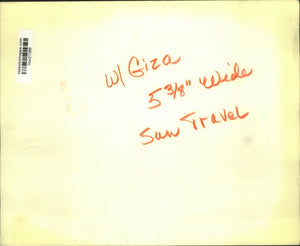 W/ Giza
5 3/8" wide
Sun Travel